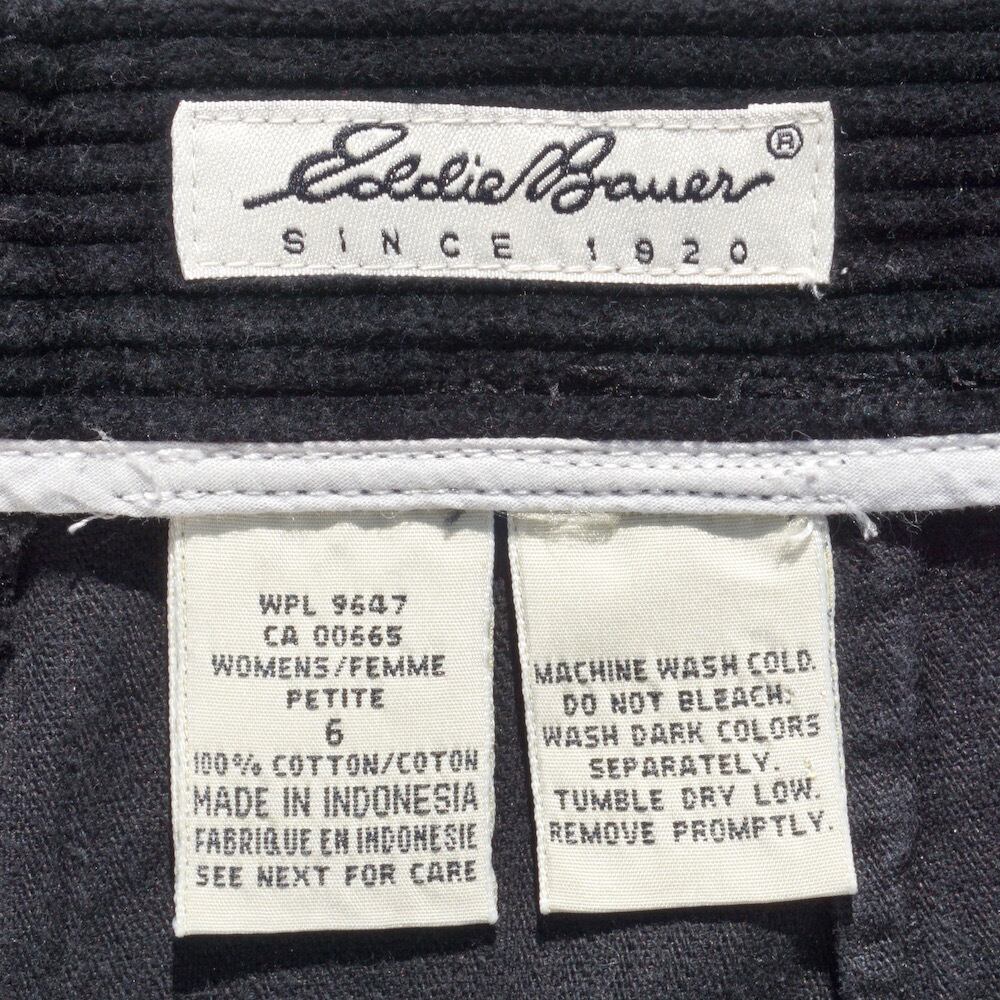 Eddie Bauer®
SINCE 1920
WPL 9647
CA 00665
WOMENS/FEMME
PETITE
6
100% COTTON/COTON
MADE IN INDONESIA
FABRIQUE EN INDONESIE
SEE NEXT FOR CARE
MACHINE WASH COLD.
DO NOT BLEACH.
WASH DARK COLORS
SEPARATELY.
TUMBLE DRY LOW.
REMOVE PROMPTLY.